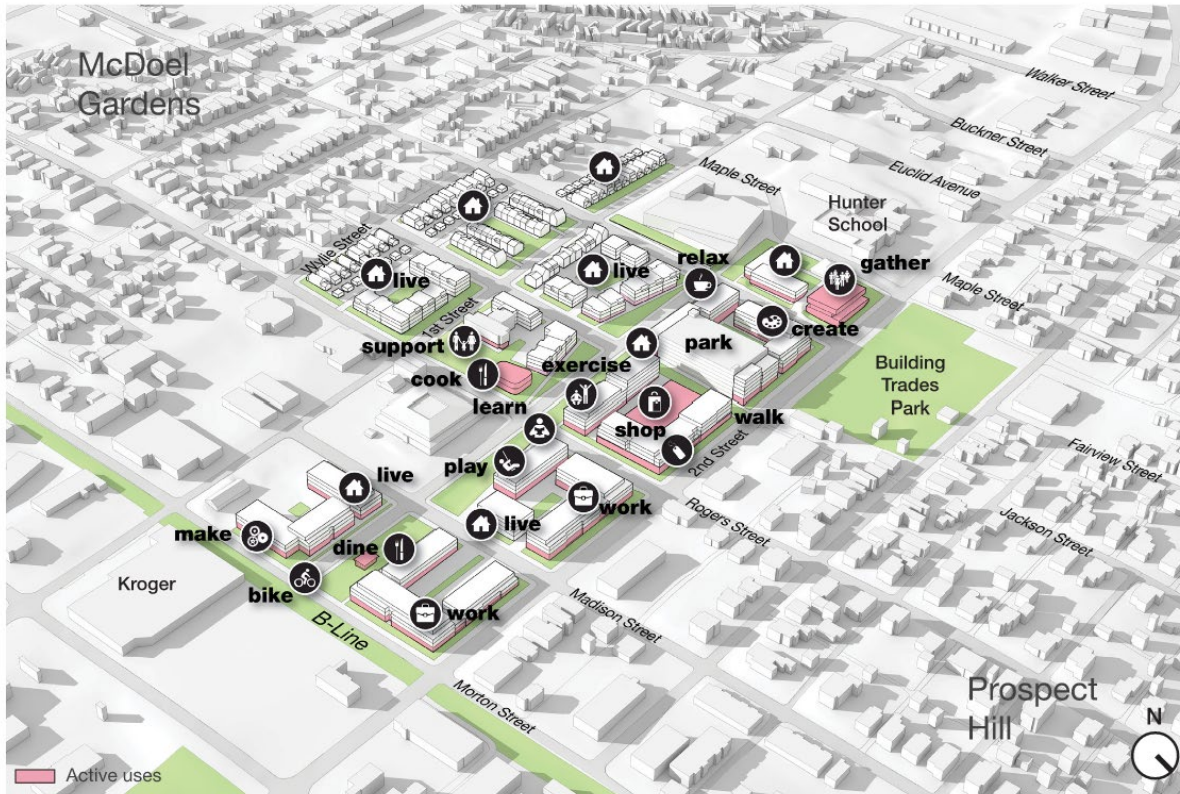 McDoel
Gardens
Walker Street
Buckner Street
Euclid Avenue
Maple Street
Hunter
School
Wylie Street
live
live
relax
gather
Maple Street
1st Street
support
create
park
exercise
cook
learn
Building
Trades
Park
shop
walk
2nd Street
Fairview Street
play
live
work
live
Rogers Street
Jackson Street
make
dine
Kroger
bike
work
Madison Street
B-Line
Morton Street
Prospect
Hill
N
Active uses